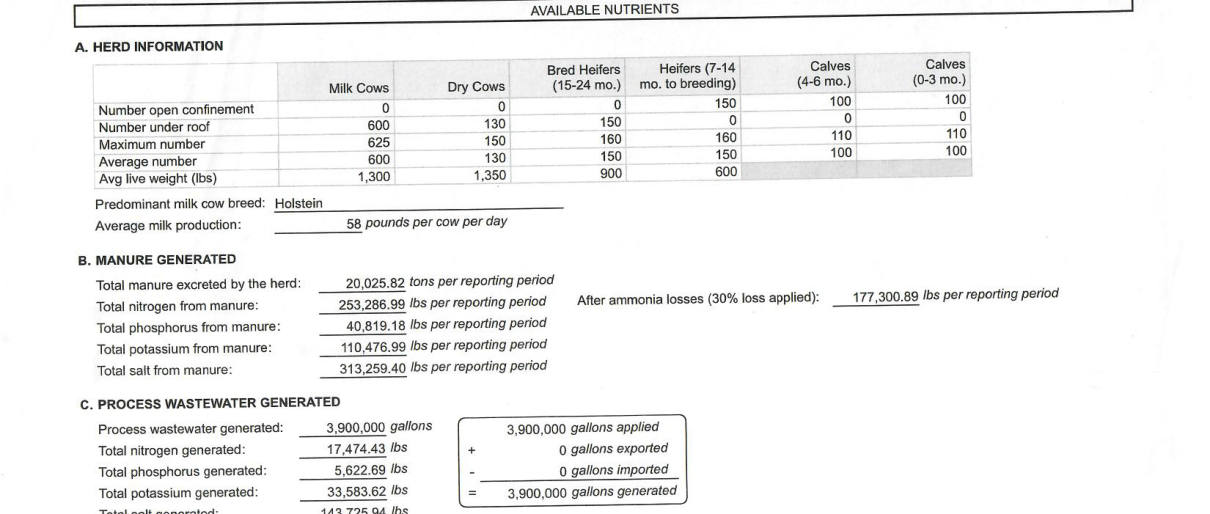 AVAILABLE NUTRIENTS
A. HERD INFORMATION
Milk Cows Dry Cows Bred Heifers (15-24 mo.) Heifers (7-14 mo. to breeding) Calves (4-6 mo.) Calves (0-3 mo.)
Number open confinement 0 0 0 150 100 100
Number under roof 600 130 150 0 0 0
Maximum number 625 150 160 160 110 110
Average number 600 130 150 150 100 100
Avg live weight (lbs) 1,300 1,350 900 600
Predominant milk cow breed: Holstein
Average milk production: 58 pounds per cow per day
B. MANURE GENERATED
Total manure excreted by the herd: 20,025.82 tons per reporting period
Total nitrogen from manure: 253,286.99 lbs per reporting period After ammonia losses (30% loss applied): 177,300.89 lbs per reporting period
Total phosphorus from manure: 40,819.18 lbs per reporting period
Total potassium from manure: 110,476.99 lbs per reporting period
Total salt from manure: 313,259.40 lbs per reporting period
C. PROCESS WASTEWATER GENERATED
Process wastewater generated: 3,900,000 gallons 3,900,000 gallons applied
Total nitrogen generated: 17,474.43 lbs + 0 gallons exported
Total phosphorus generated: 5,622.69 lbs - 0 gallons imported
Total potassium generated: 33,583.62 lbs = 3,900,000 gallons generated
Total salt generated: 143,725.94 lbs